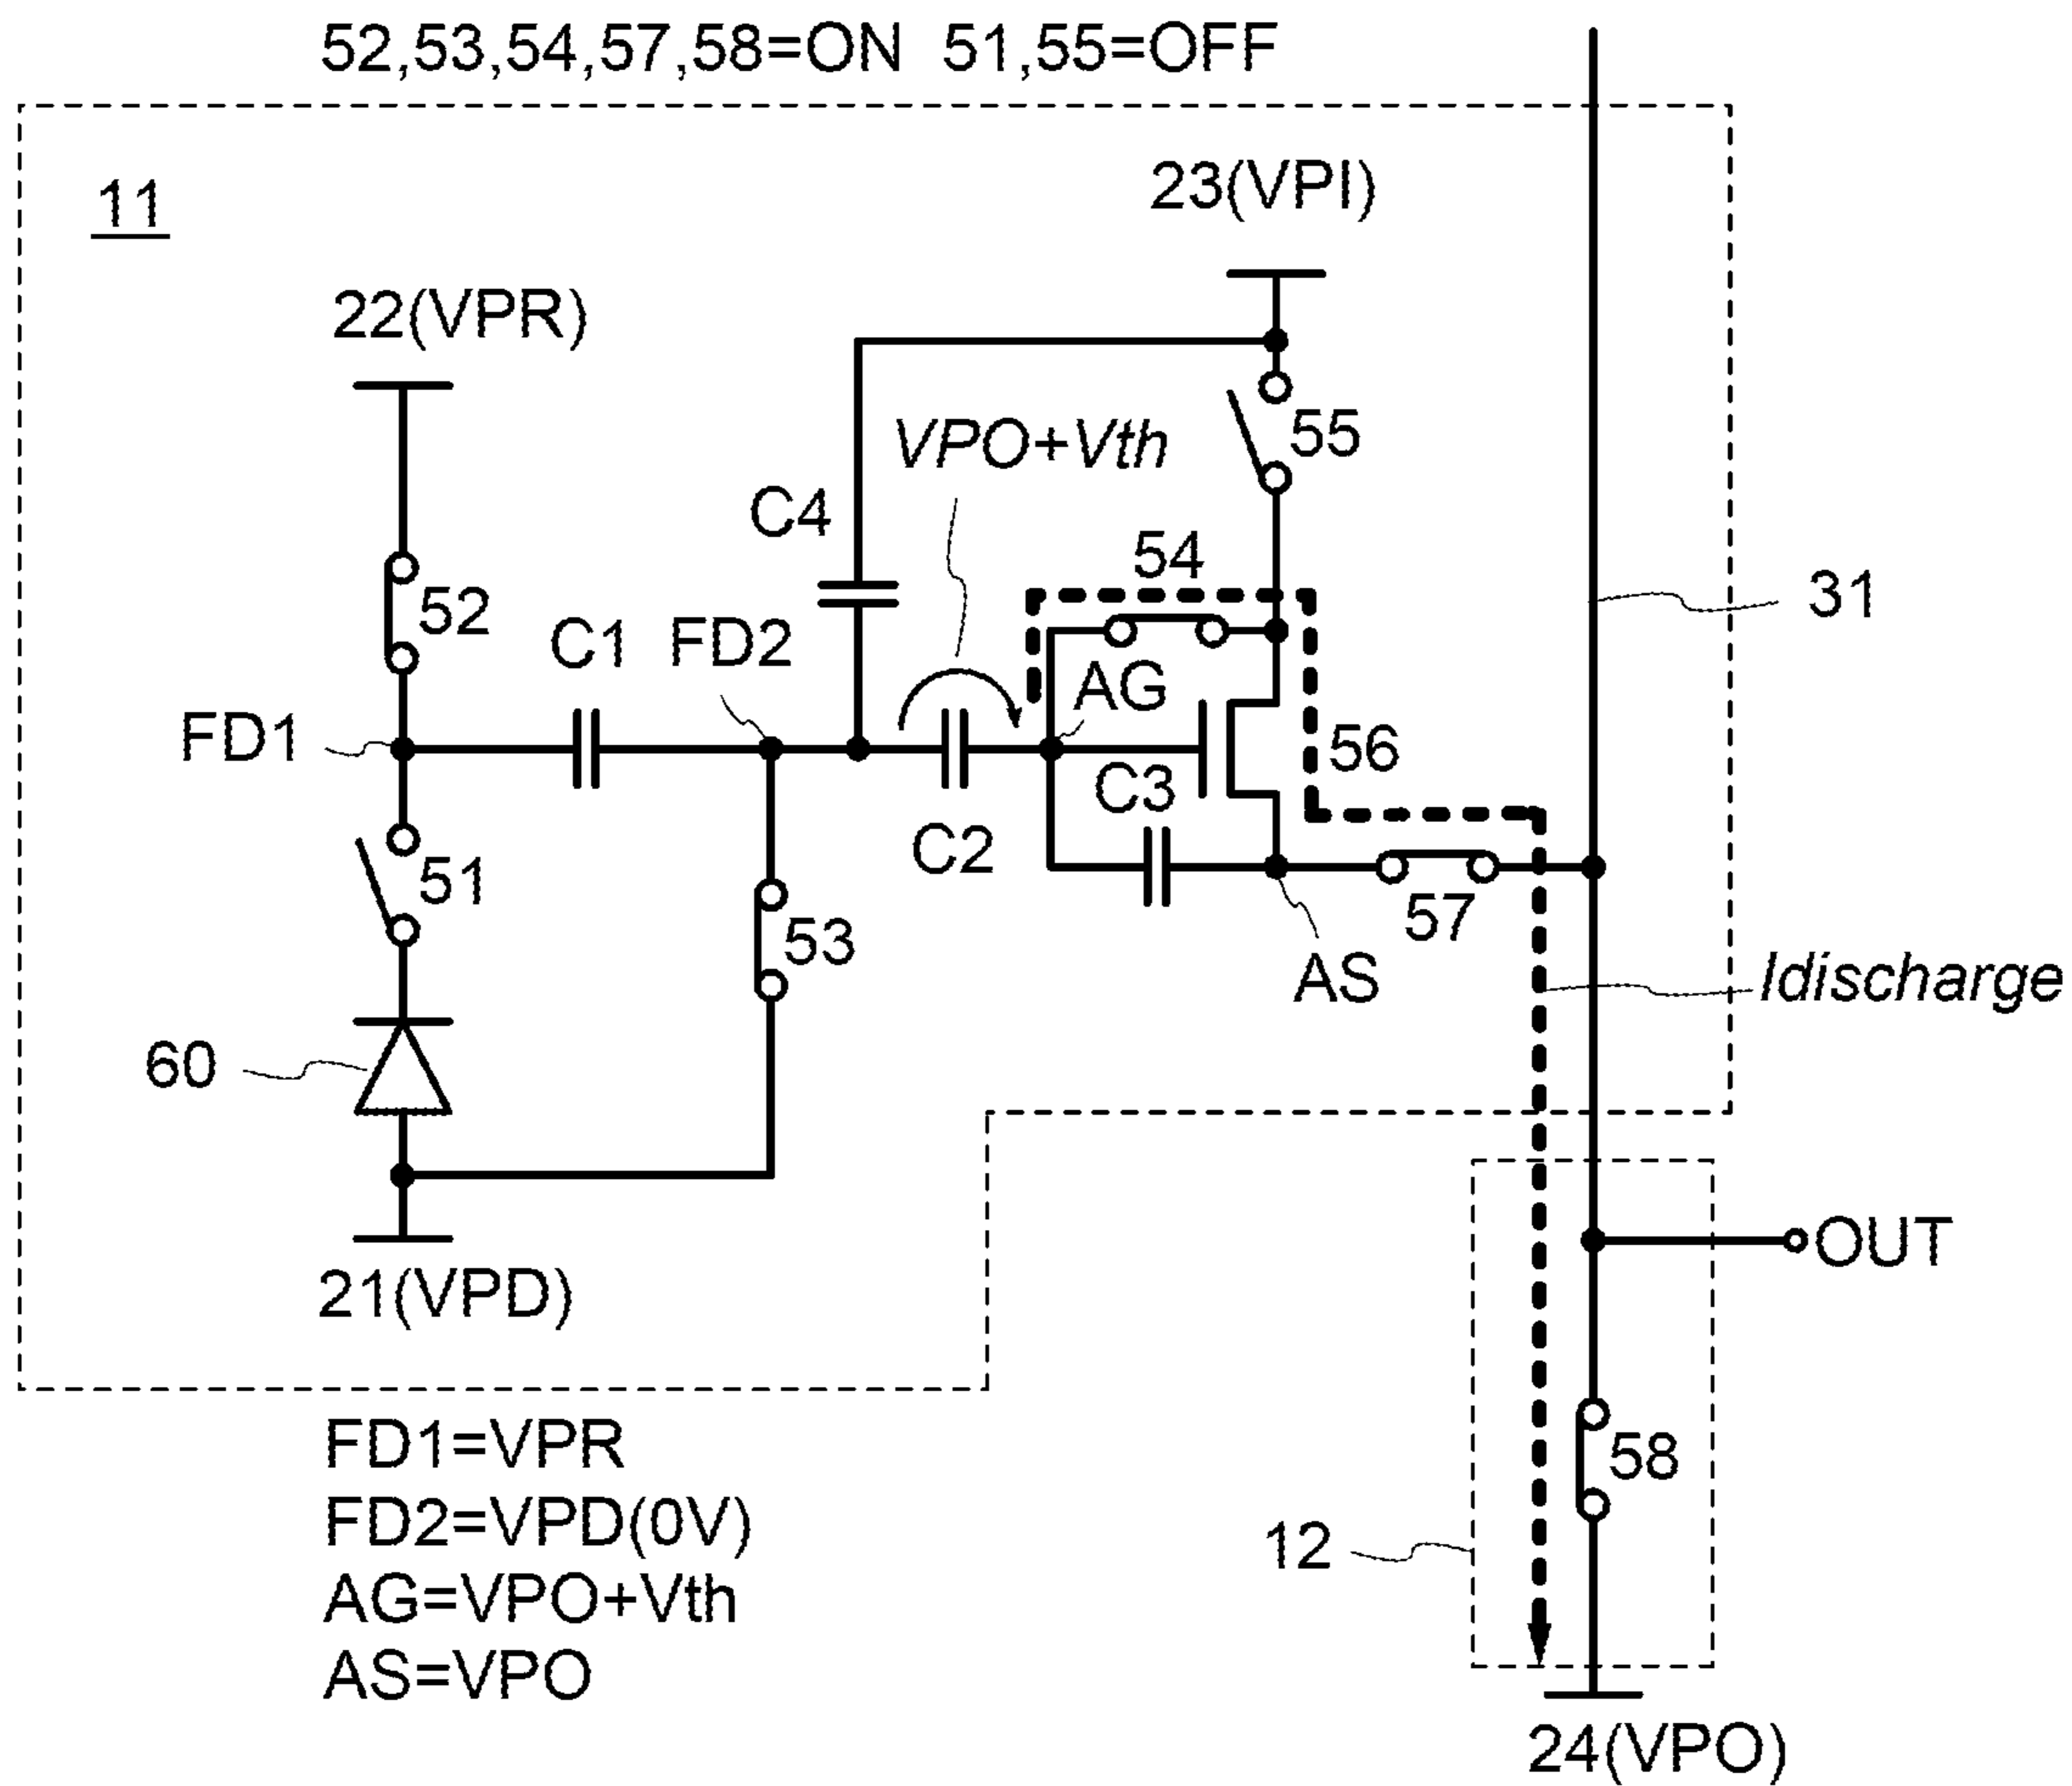 52,53,54,57,58=ON 51,55=OFF
11
23(VPI)
22(VPR)
55
VPO+Vth
C4
54
52
31
C1
FD2
AG
FD1
56
C3
C2
51
57
53
AS
Idischarge
60
OUT
21(VPD)
FD1=VPR
58
FD2=VPD(0V)
12
AG=VPO+Vth
AS=VPO
24(VPO)